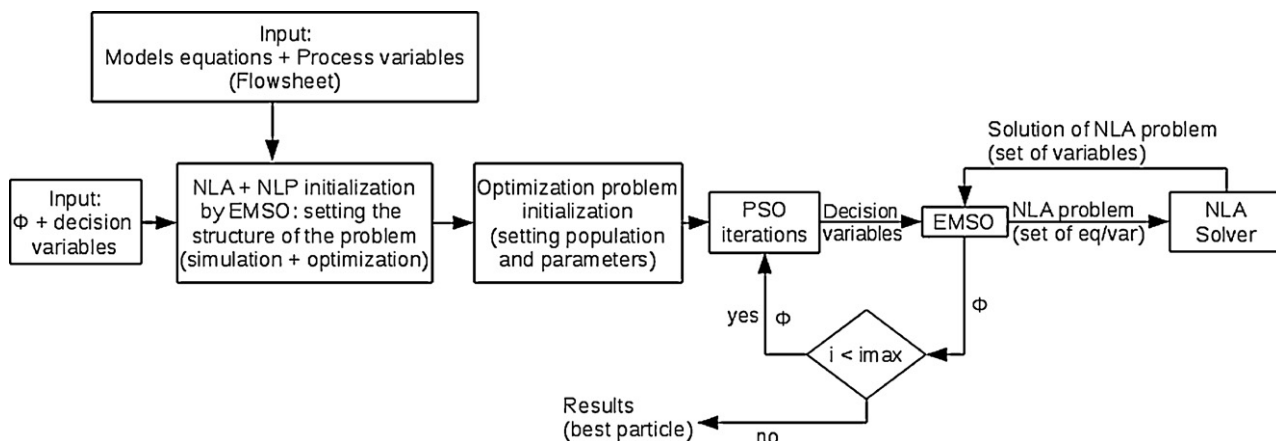 Input:
Models equations + Process variables
(Flowsheet)
Input:
Φ + decision
variables
NLA + NLP initialization
by EMSO: setting the
structure of the problem
(simulation + optimization)
Optimization problem
initialization
(setting population
and parameters)
PSO
iterations
Decision
variables
EMSO
Solution of NLA problem
(set of variables)
NLA problem
(set of eq/var)
NLA
Solver
yes
Φ
Φ
i < imax
Results
(best particle)
no